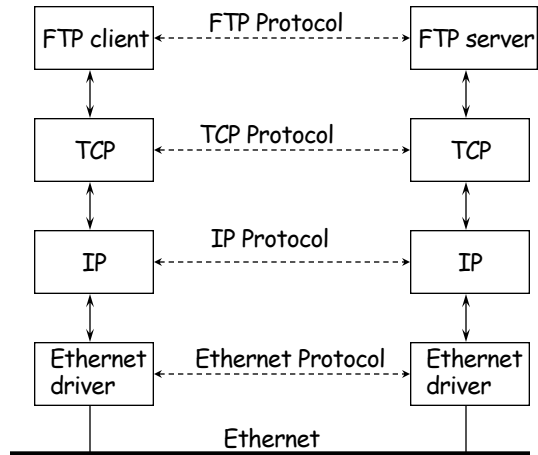 FTP client
FTP Protocol
FTP server
TCP
TCP Protocol
TCP
IP
IP Protocol
IP
Ethernet
driver
Ethernet Protocol
Ethernet
driver
Ethernet